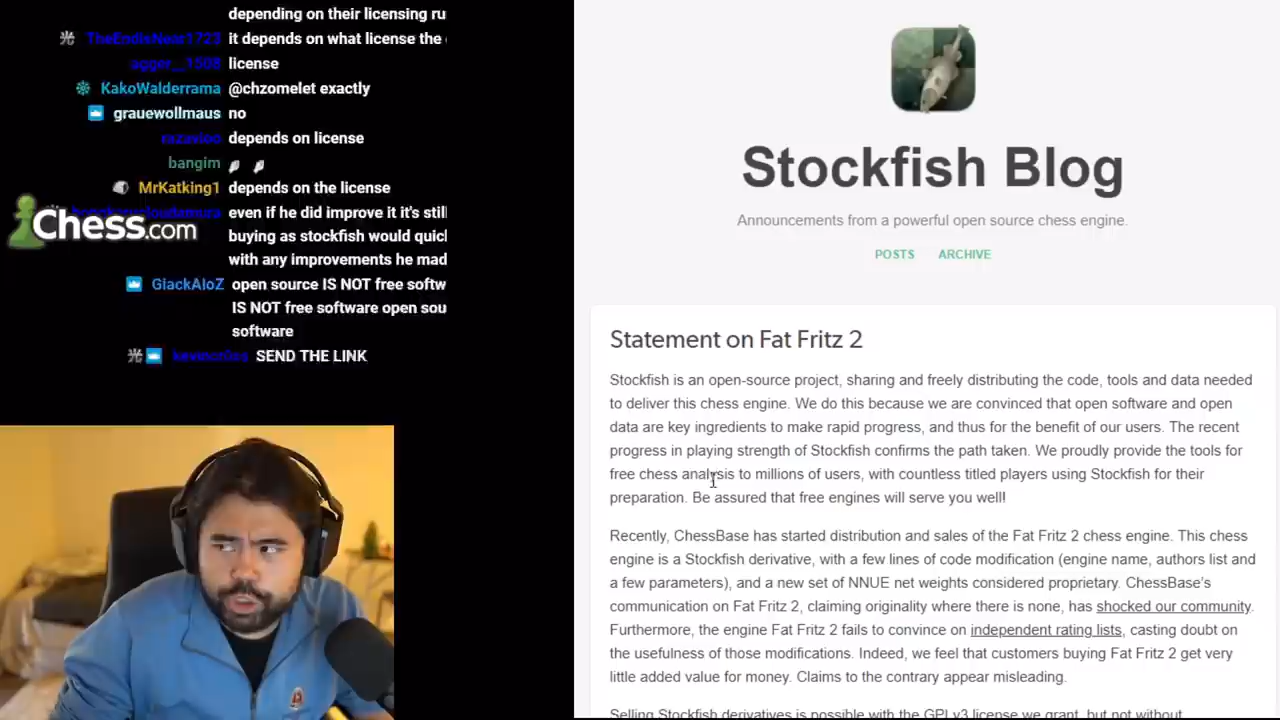 depending on their licensing ru
TheEndIsNear1723 it depends on what license the
agger__1508 license
KakoWalderrama @chzomelet exactly
grauewollmaus no
razavioo depends on license
bangim
MrKatking1 depends on the license
even if he did improve it it's still
buying as stockfish would quicl
with any improvements he mad
GiackAloZ open source IS NOT free softw
IS NOT free software open sou
software
kevincr0ss SEND THE LINK
Chess.com
Stockfish Blog
Announcements from a powerful open source chess engine.
POSTS ARCHIVE
Statement on Fat Fritz 2
Stockfish is an open-source project, sharing and freely distributing the code, tools and data needed
to deliver this chess engine. We do this because we are convinced that open software and open
data are key ingredients to make rapid progress, and thus for the benefit of our users. The recent
progress in playing strength of Stockfish confirms the path taken. We proudly provide the tools for
free chess analysis to millions of users, with countless titled players using Stockfish for their
preparation. Be assured that free engines will serve you well!
Recently, ChessBase has started distribution and sales of the Fat Fritz 2 chess engine. This chess
engine is a Stockfish derivative, with a few lines of code modification (engine name, authors list and
a few parameters), and a new set of NNUE net weights considered proprietary. ChessBase's
communication on Fat Fritz 2, claiming originality where there is none, has shocked our community.
Furthermore, the engine Fat Fritz 2 fails to convince on independent rating lists, casting doubt on
the usefulness of those modifications. Indeed, we feel that customers buying Fat Fritz 2 get very
little added value for money. Claims to the contrary appear misleading.
Selling Stockfish derivatives is possible with the GPLv3 license we grant, but not without